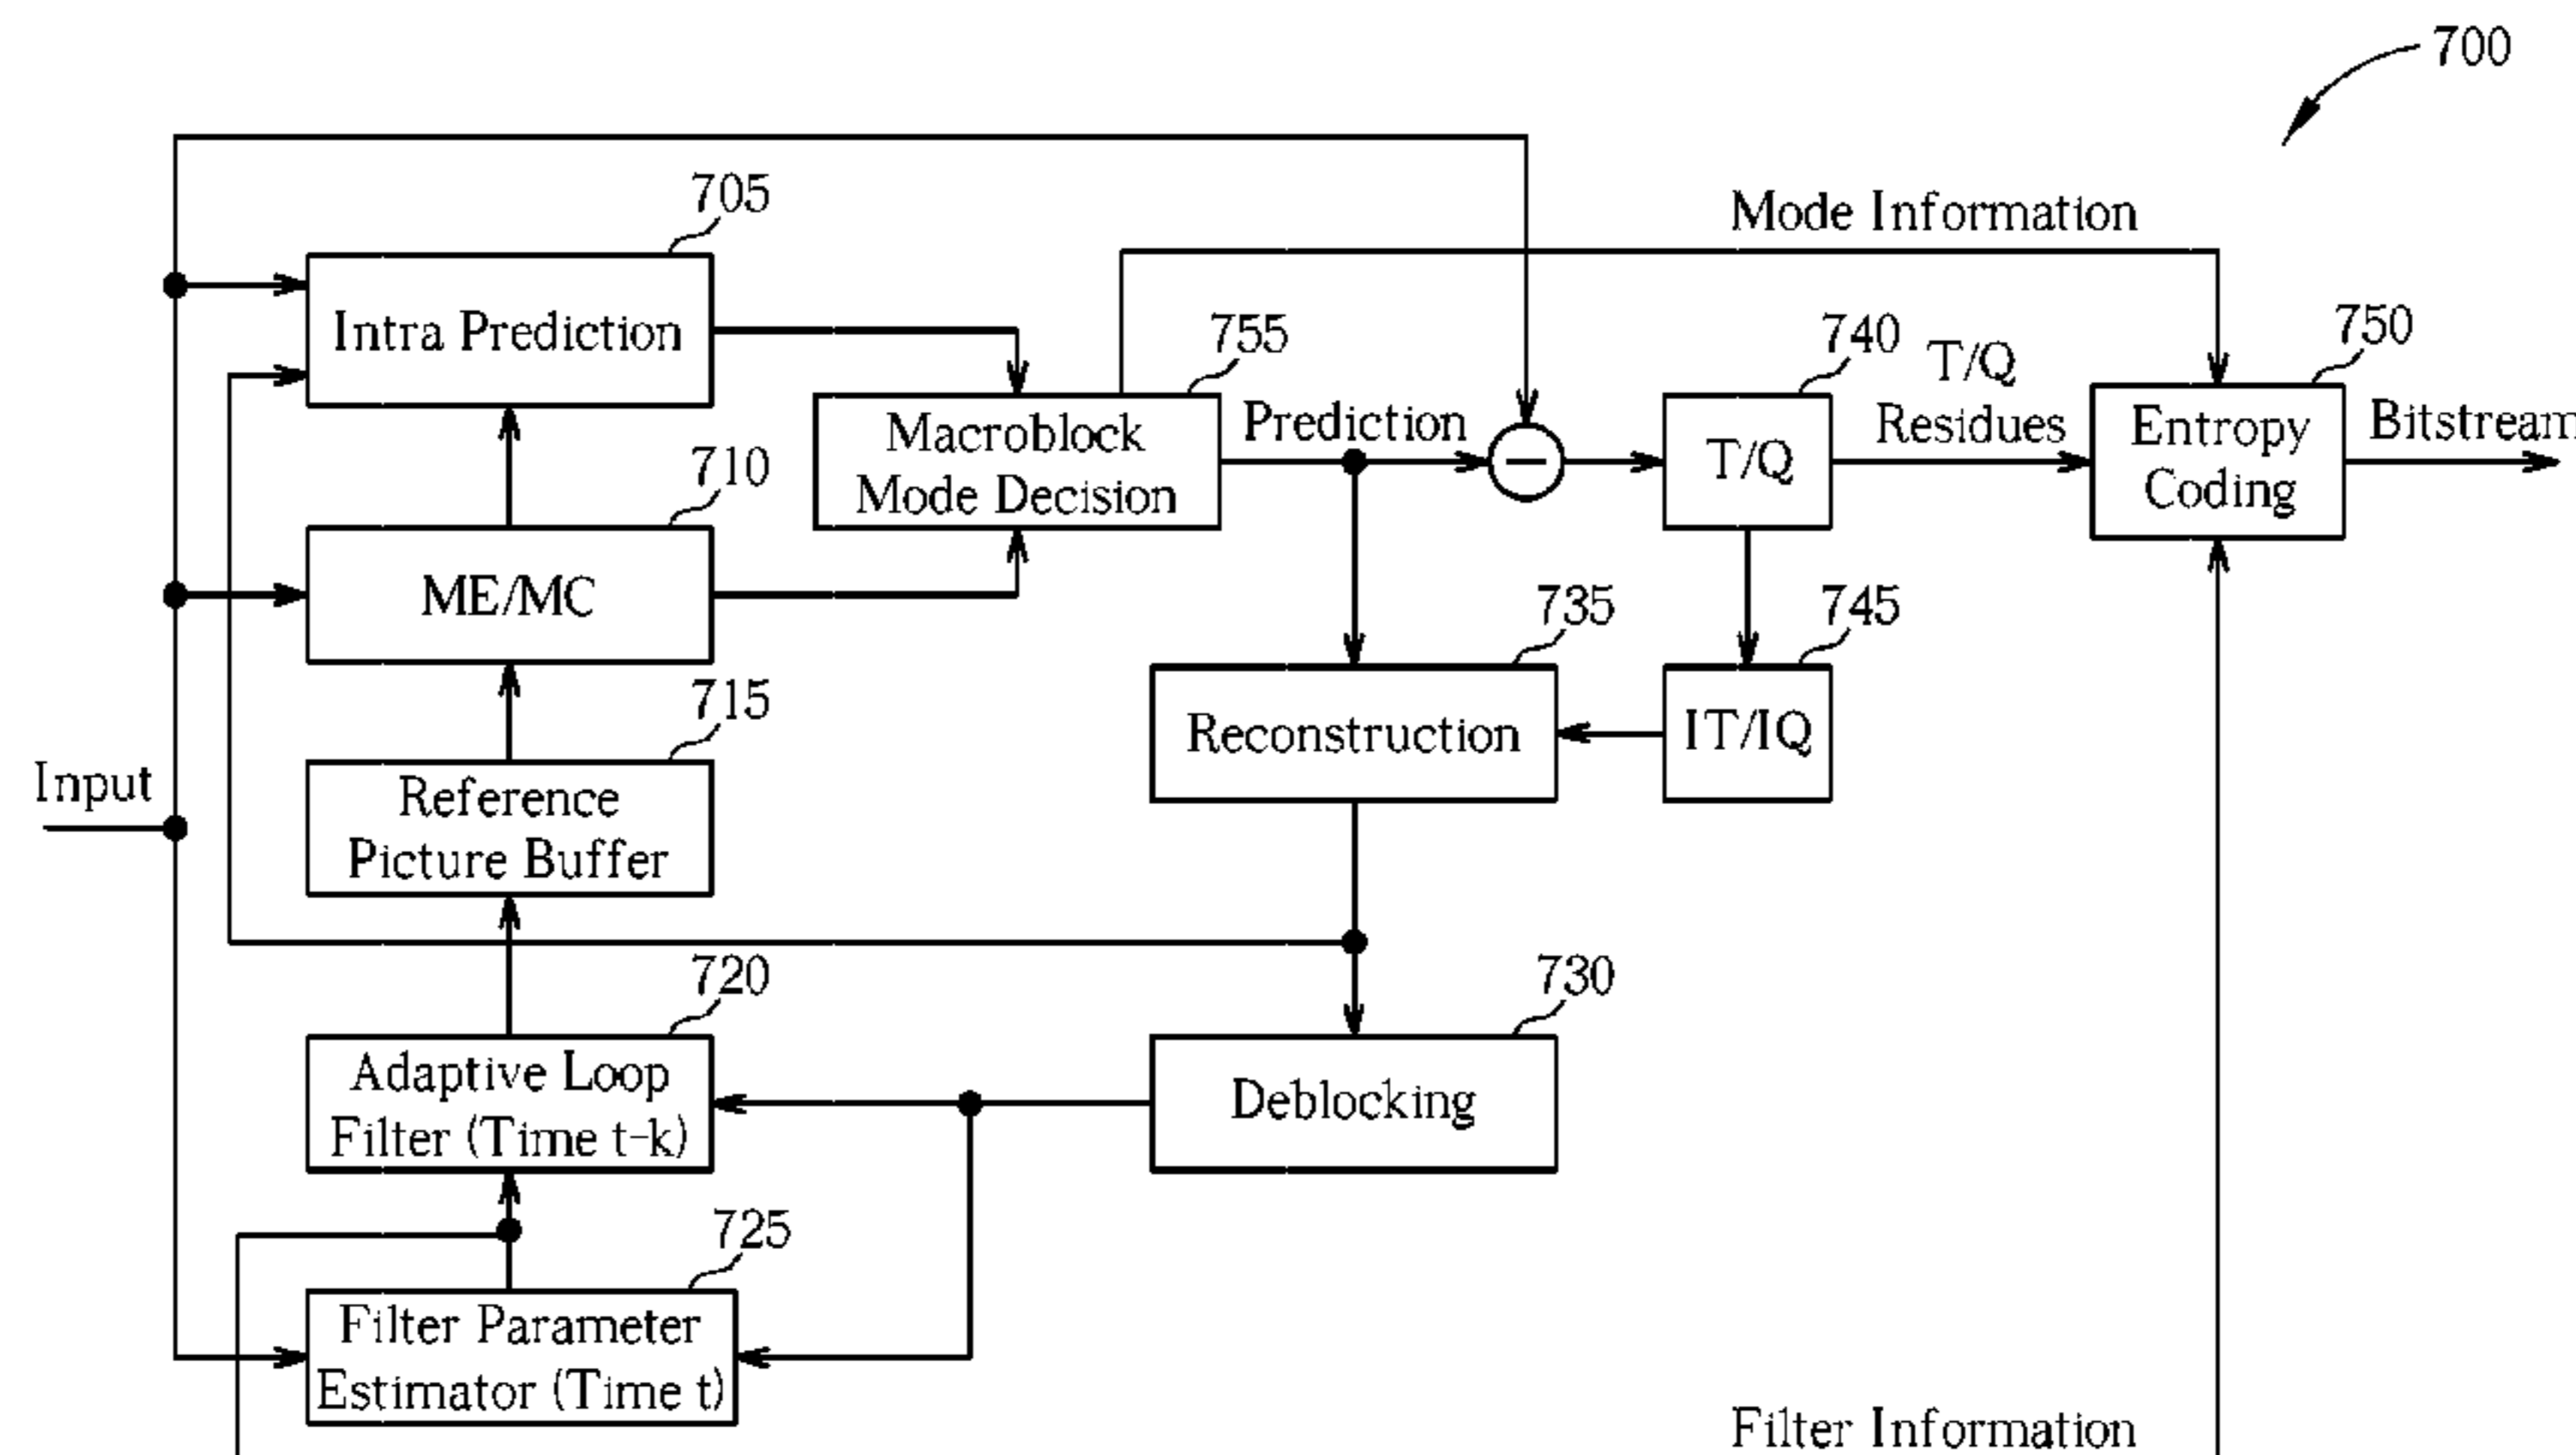 700
705
Mode Information
Intra Prediction
755
740
T/Q
Residues
750
Macroblock
Mode Decision
Prediction
−
T/Q
Entropy
Coding
Bitstream
710
ME/MC
735
745
Reconstruction
IT/IQ
715
Input
Reference
Picture Buffer
720
730
Adaptive Loop
Filter (Time t-k)
Deblocking
725
Filter Parameter
Estimator (Time t)
Filter Information